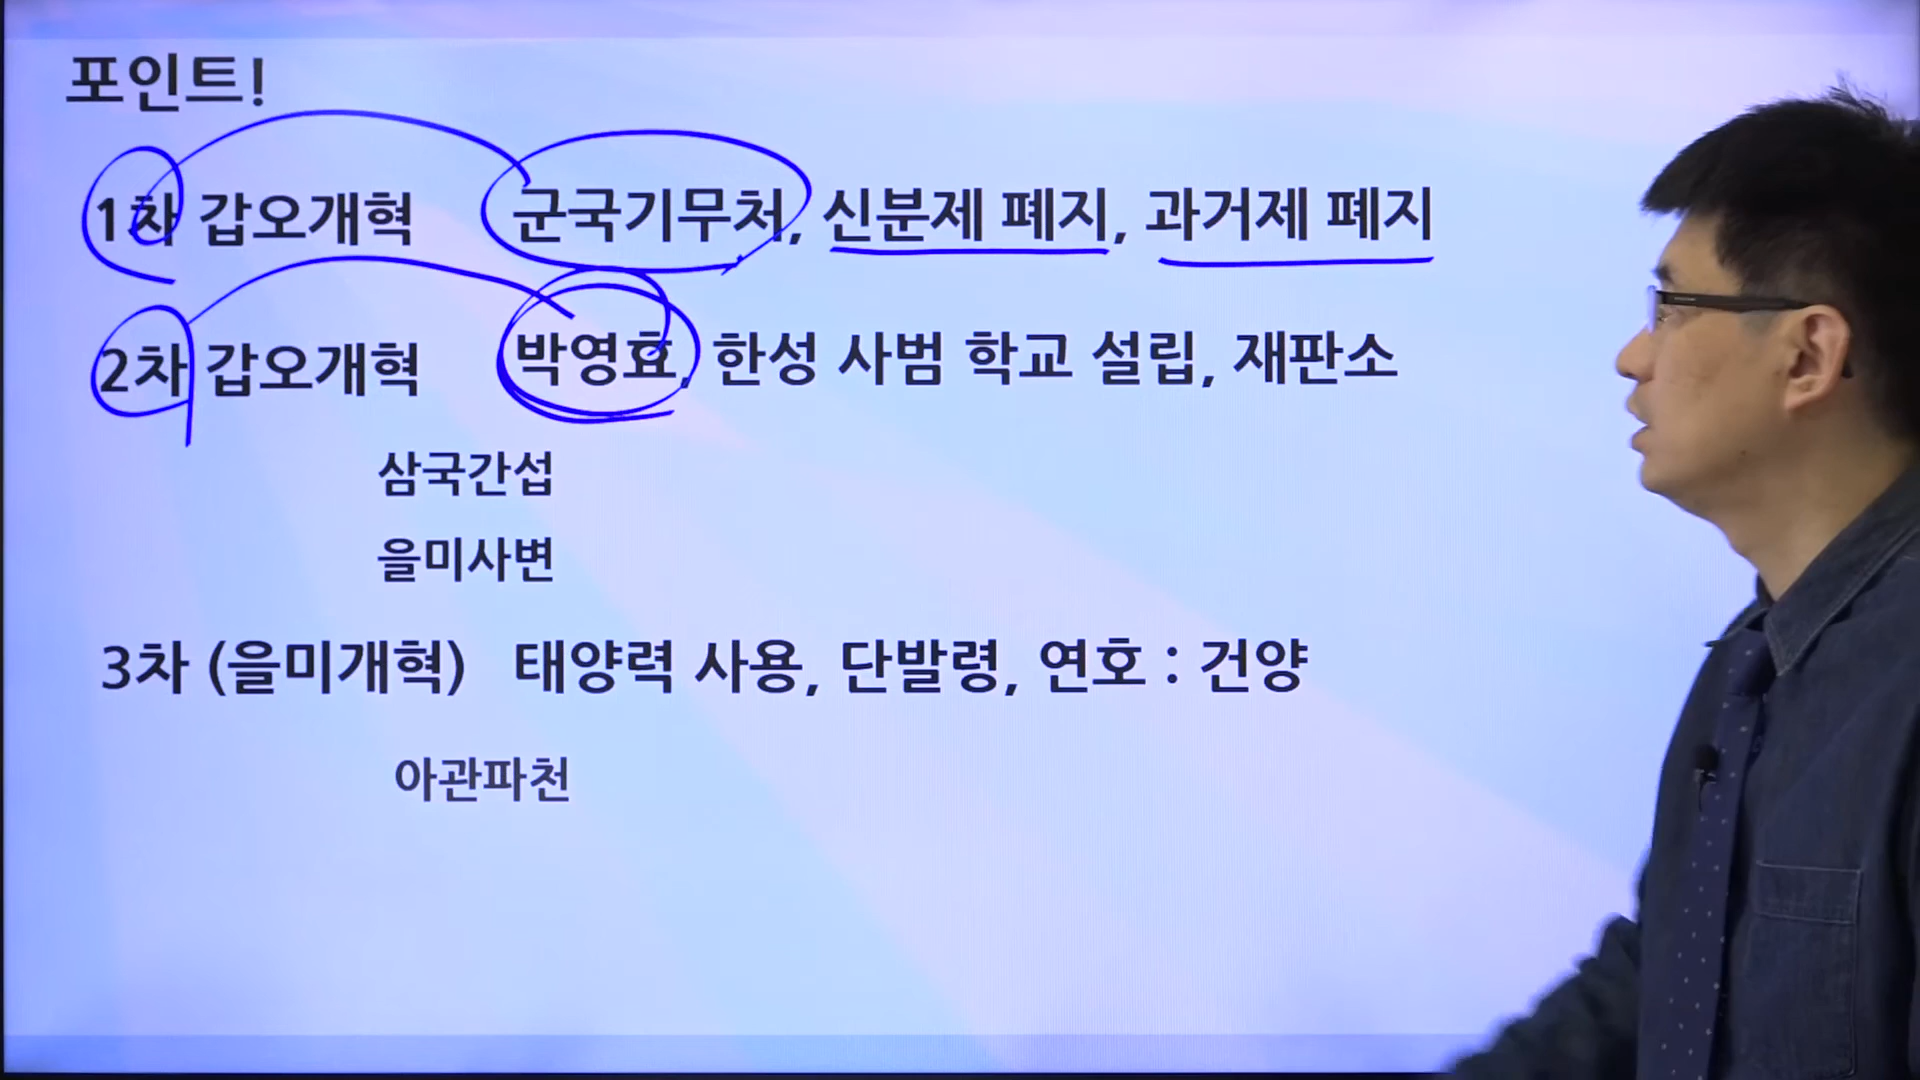 포인트!
1차 갑오개혁 군국기무처, 신분제 폐지, 과거제 폐지
2차 갑오개혁 박영효, 한성 사범 학교 설립, 재판소
삼국간섭
을미사변
3차 (을미개혁) 태양력 사용, 단발령, 연호 : 건양
아관파천